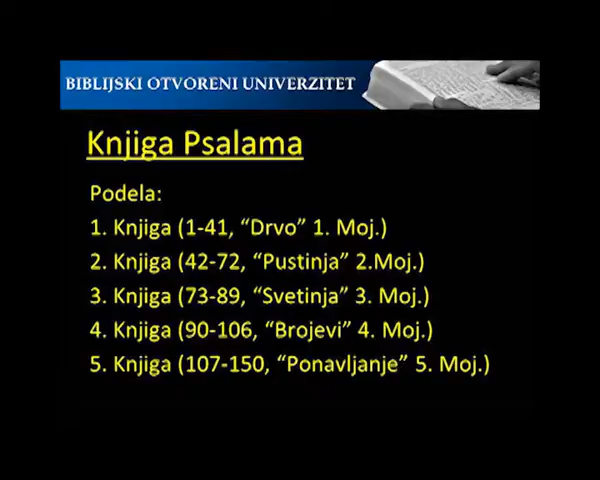 BIBLIJSKI OTVORENI UNIVERZITET
Knjiga Psalama
Podela:
1. Knjiga (1-41, “Drvo” 1. Moj.)
2. Knjiga (42-72, “Pustinja” 2.Moj.)
3. Knjiga (73-89, “Svetinja” 3. Moj.)
4. Knjiga (90-106, “Brojevi” 4. Moj.)
5. Knjiga (107-150, “Ponavljanje” 5. Moj.)